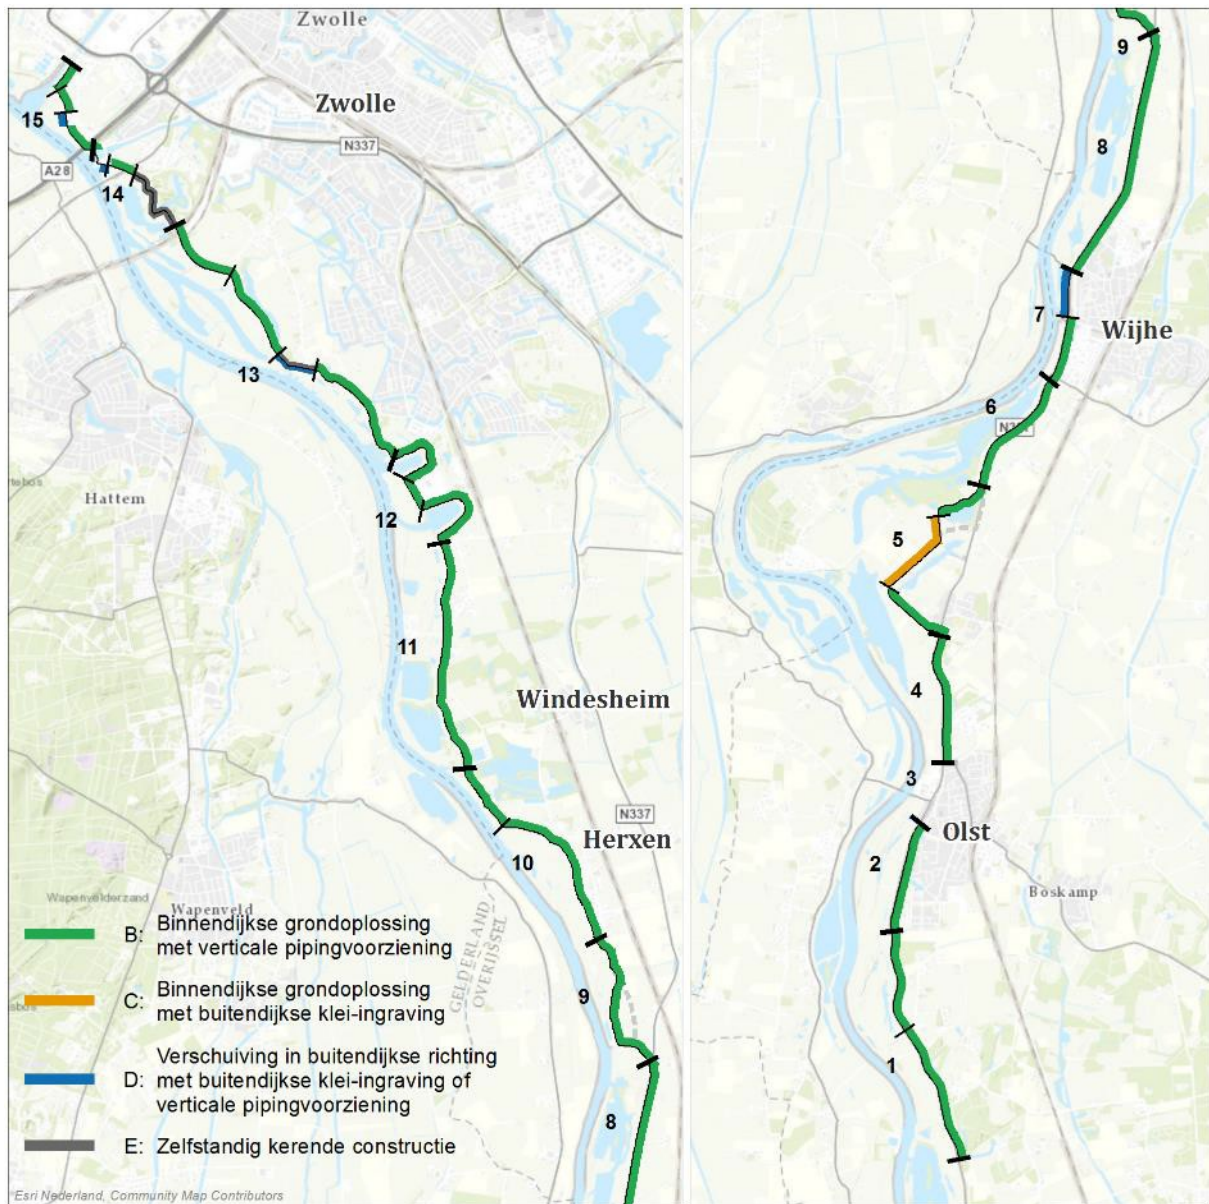 Zwolle
Zwolle
N337
15
A28
14
13
Hattem
12
11
Windesheim
N337
Herxen
10
Wapenvelderzand
Wapenveld
GELDERLAND
OVERIJSSEL
9
8
B: Binnendijkse grondoplossing
met verticale pipingvoorziening
C: Binnendijkse grondoplossing
met buitendijkse klei-ingraving
D: Verschuiving in buitendijkse richting
met buitendijkse klei-ingraving of
verticale pipingvoorziening
E: Zelfstandig kerende constructie
Esri Nederland, Community Map Contributors
9
8
7
Wijhe
6
5
4
3
Olst
2
Boskamp
1